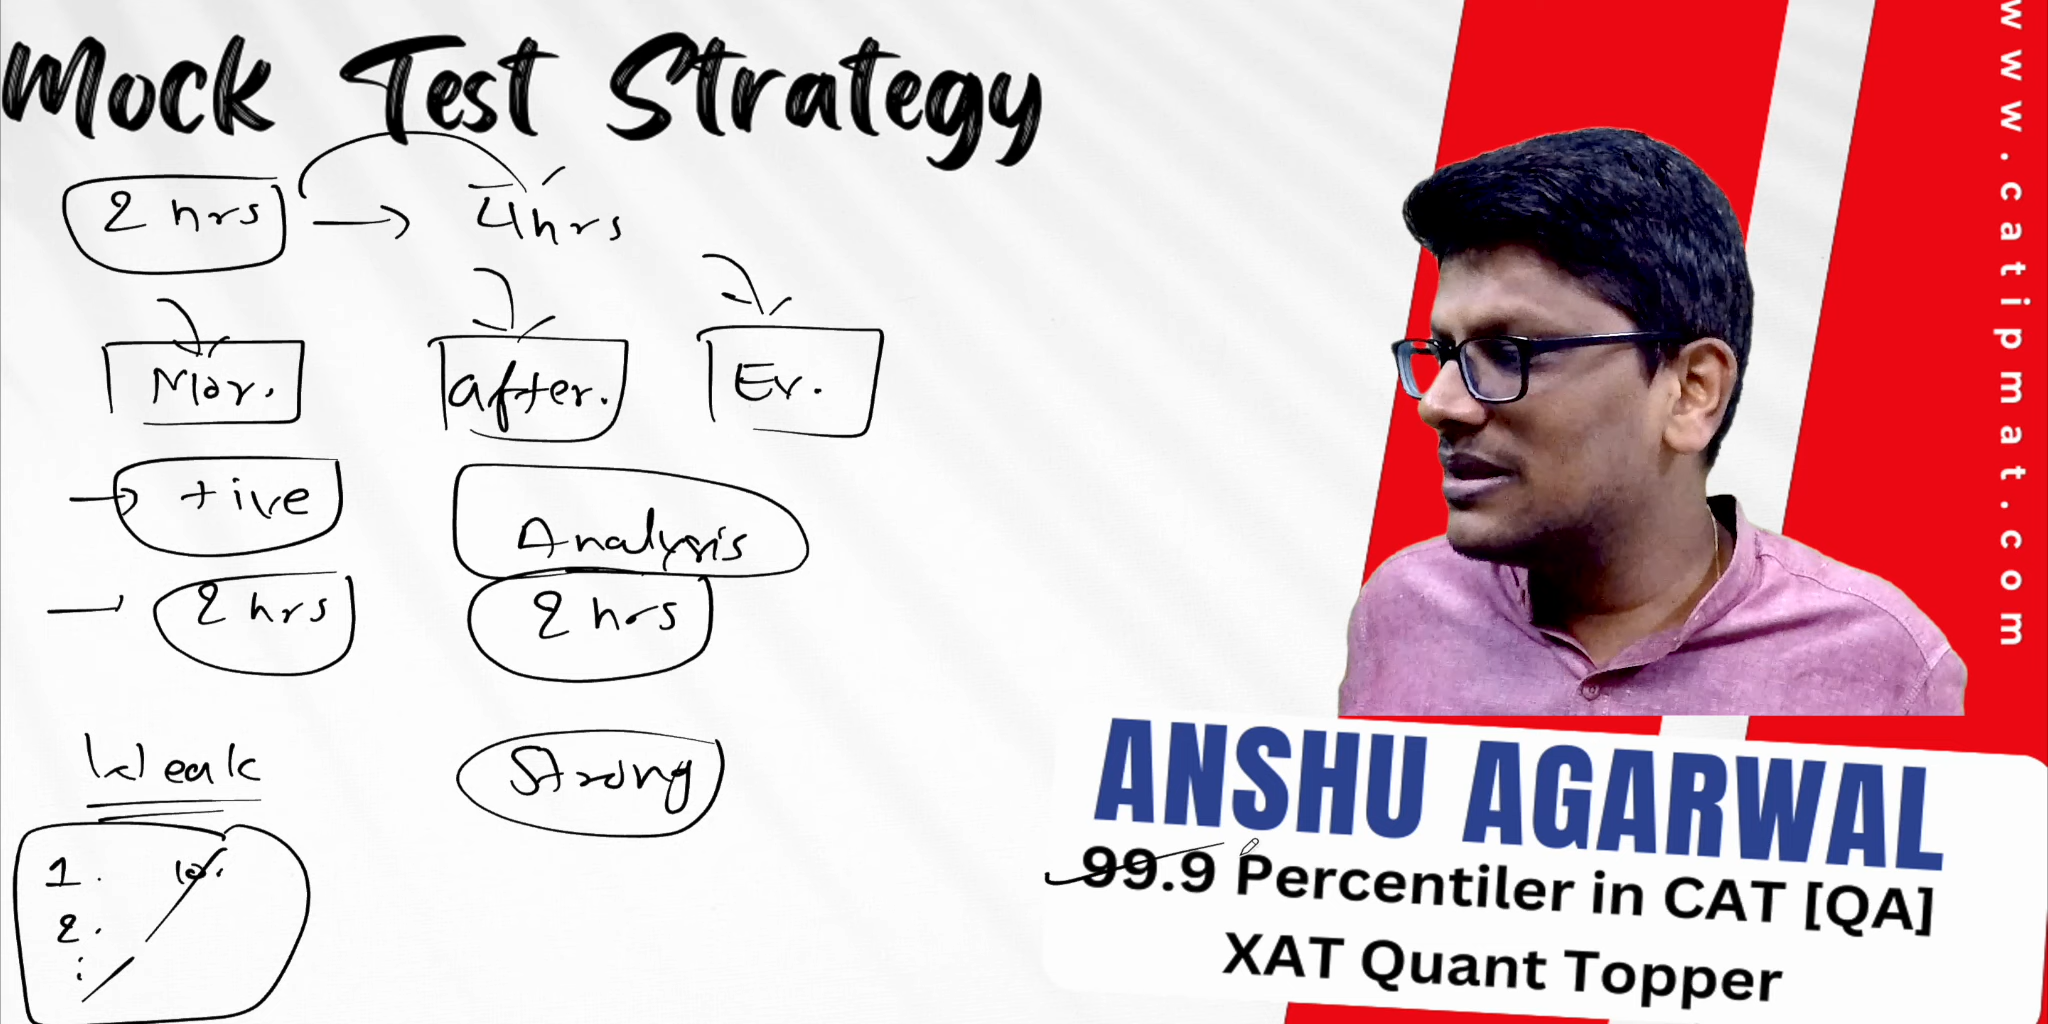 Mock Test Strategy
2 hrs → 4hrs
Mor. after. Ev.
+ive Analysis
2 hrs 2 hrs
Weak Strong
1. 10.
2.
www.catipmat.com
ANSHU AGARWAL
99.9 Percentiler in CAT [QA]
XAT Quant Topper